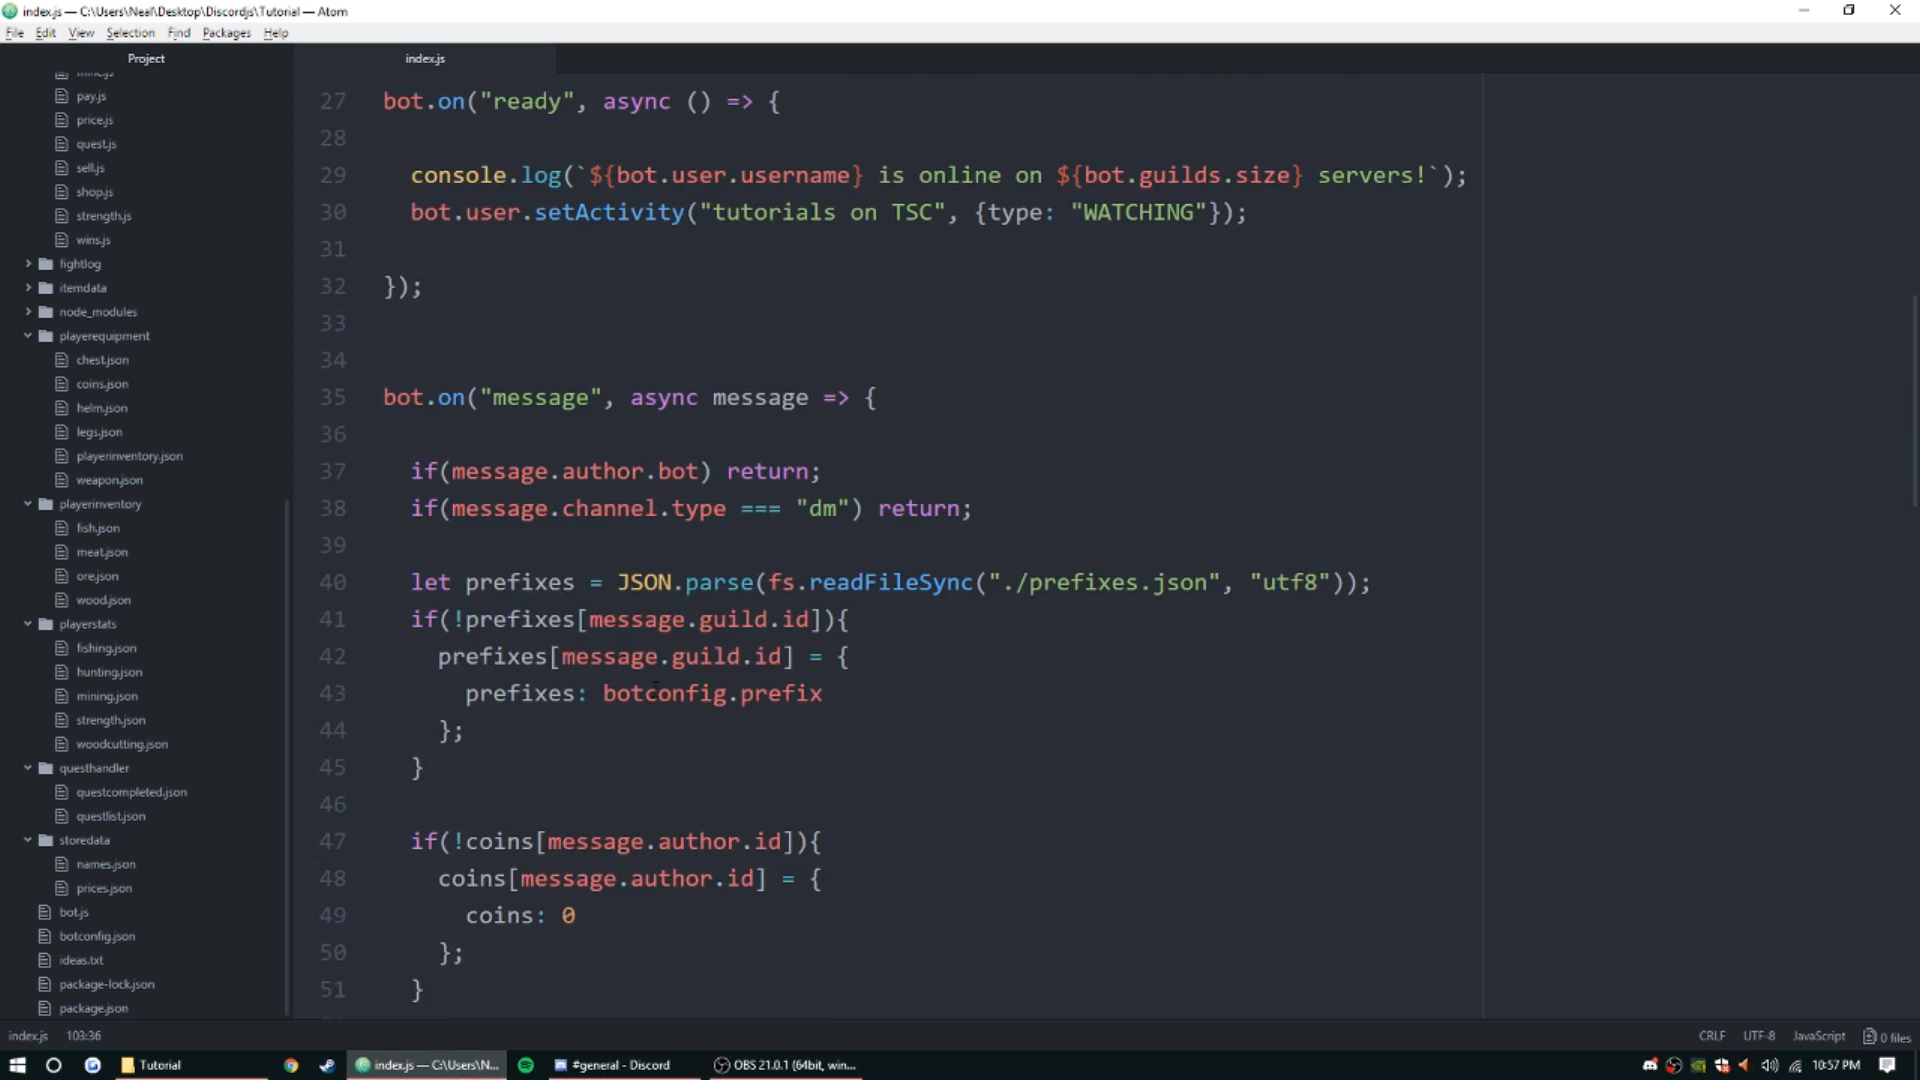 index.js — C:\Users\Neal\Desktop\Discordjs\Tutorial — Atom
File Edit View Selection Find Packages Help
Project
index.js
mine.js
pay.js
price.js
quest.js
sell.js
shop.js
strength.js
wins.js
fightlog
itemdata
node_modules
playerequipment
chest.json
coins.json
helm.json
legs.json
playerinventory.json
weapon.json
playerinventory
fish.json
meat.json
ore.json
wood.json
playerstats
fishing.json
hunting.json
mining.json
strength.json
woodcutting.json
questhandler
questcompleted.json
questlist.json
storedata
names.json
prices.json
bot.js
botconfig.json
ideas.txt
package-lock.json
package.json
27 bot.on("ready", async () => {
28
29 console.log(`${bot.user.username} is online on ${bot.guilds.size} servers!`);
30 bot.user.setActivity("tutorials on TSC", {type: "WATCHING"});
31
32 });
33
34
35 bot.on("message", async message => {
36
37 if(message.author.bot) return;
38 if(message.channel.type === "dm") return;
39
40 let prefixes = JSON.parse(fs.readFileSync("./prefixes.json", "utf8"));
41 if(!prefixes[message.guild.id]){
42 prefixes[message.guild.id] = {
43 prefixes: botconfig.prefix
44 };
45 }
46
47 if(!coins[message.author.id]){
48 coins[message.author.id] = {
49 coins: 0
50 };
51 }
index.js 103:36
CRLF UTF-8 JavaScript 0 files
Tutorial
index.js — C:\Users\N...
#general - Discord
OBS 21.0.1 (64bit, win...
10:57 PM